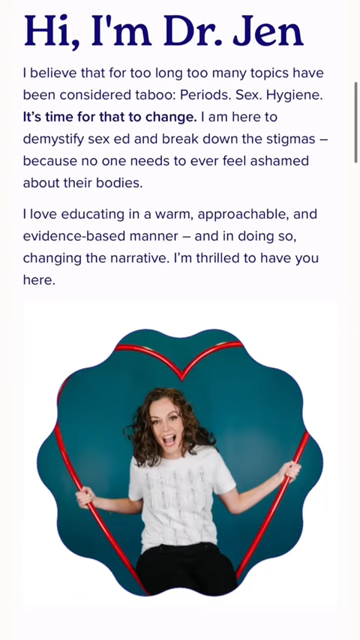 Hi, I'm Dr. Jen
I believe that for too long too many topics have
been considered taboo: Periods. Sex. Hygiene.
It’s time for that to change. I am here to
demystify sex ed and break down the stigmas –
because no one needs to ever feel ashamed
about their bodies.
I love educating in a warm, approachable, and
evidence-based manner – and in doing so,
changing the narrative. I’m thrilled to have you
here.